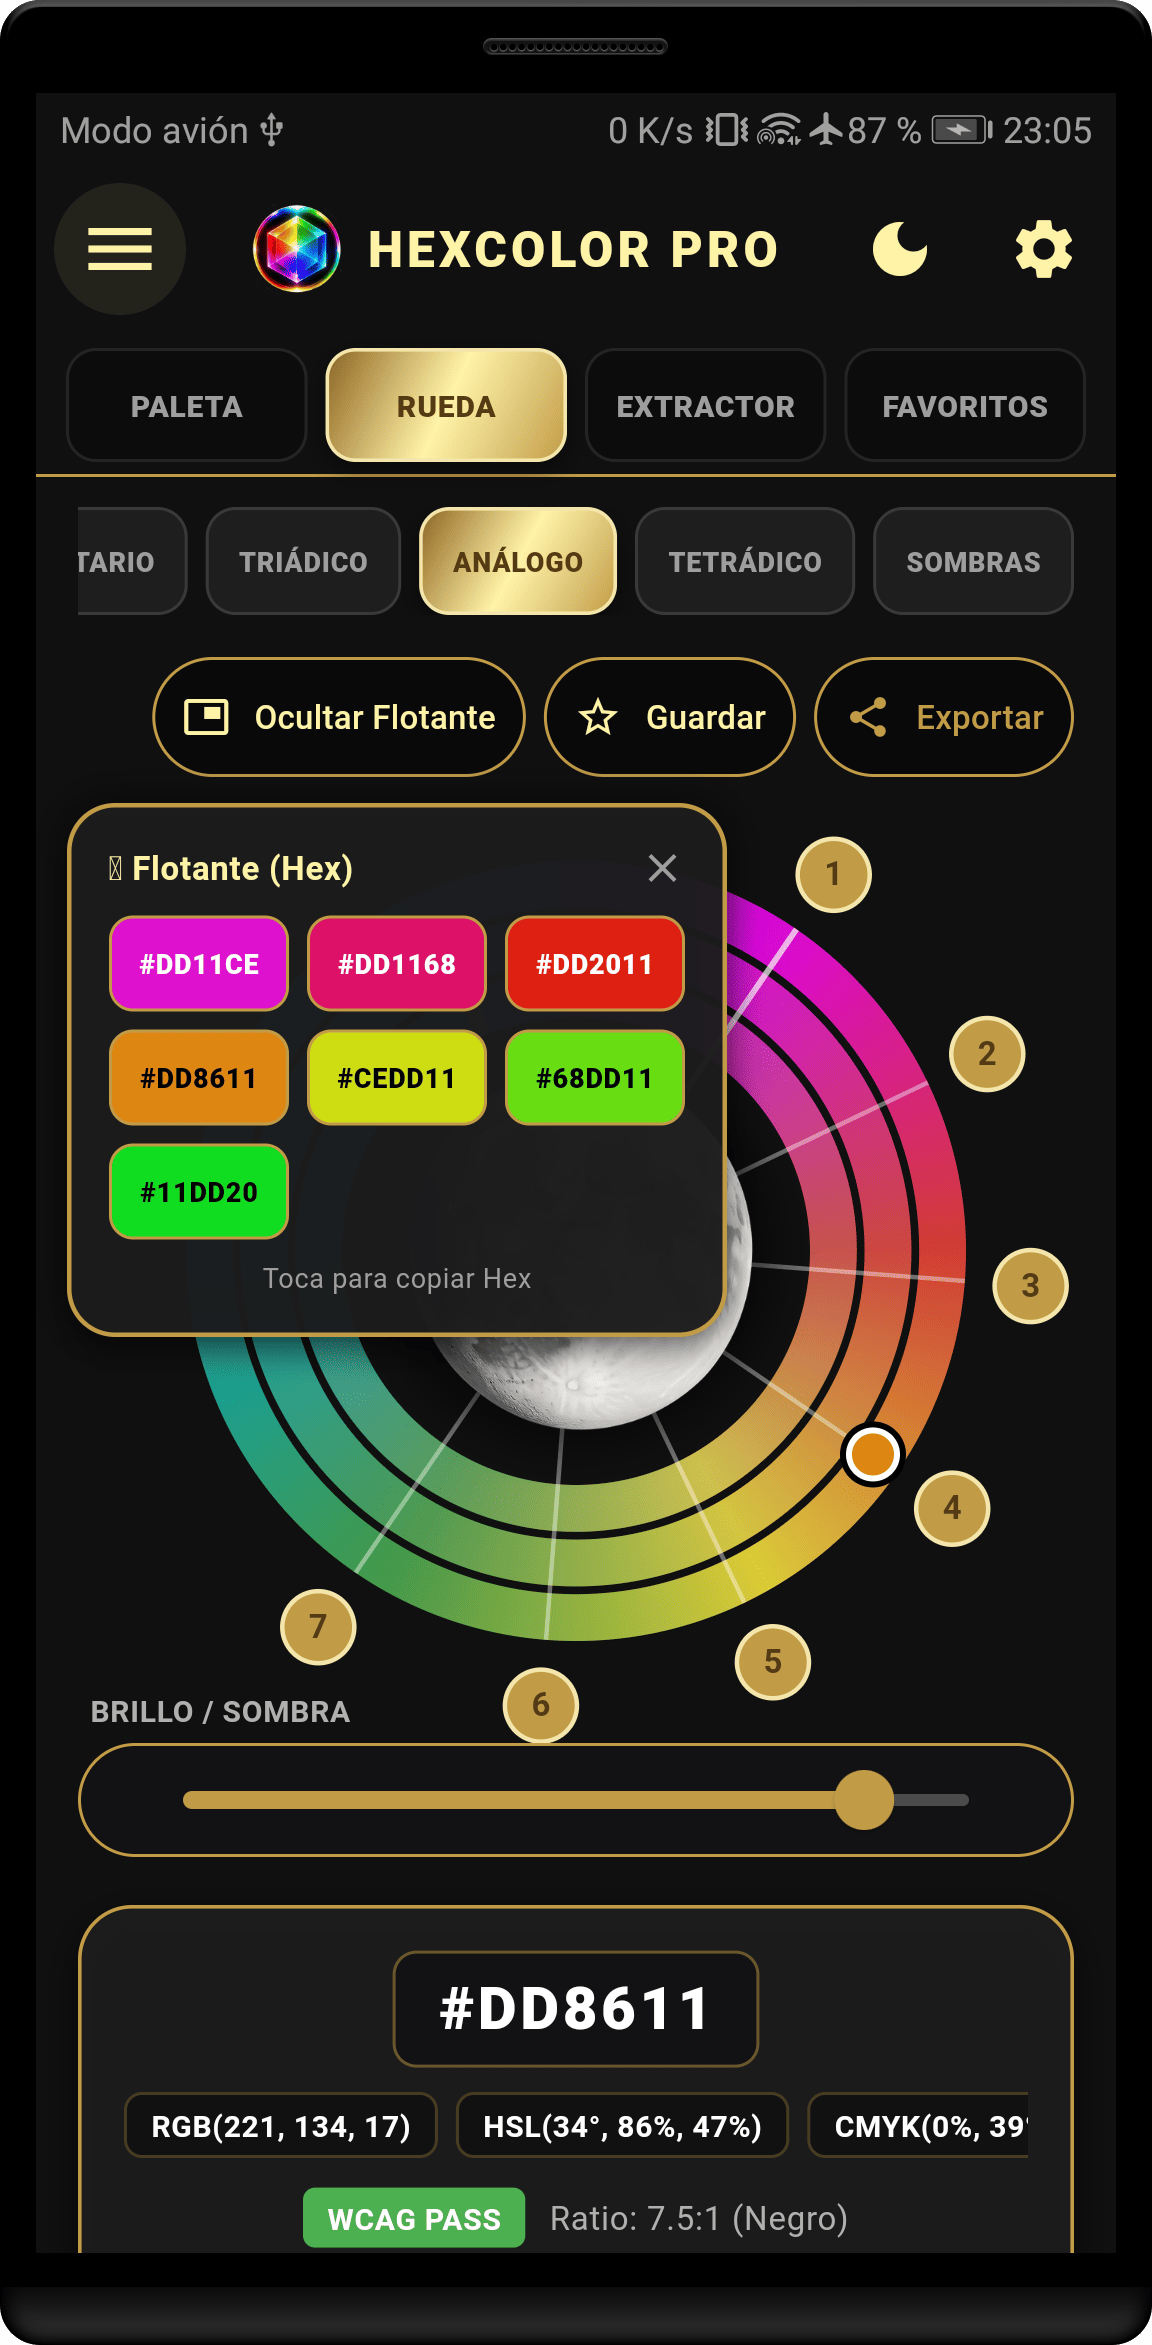 Modo avión 0 K/s 87 % 23:05
HEXCOLOR PRO
PALETA RUEDA EXTRACTOR FAVORITOS
TARIO TRIÁDICO ANÁLOGO TETRÁDICO SOMBRAS
Ocultar Flotante Guardar Exportar
Flotante (Hex)
#DD11CE #DD1168 #DD2011
#DD8611 #CEDD11 #68DD11
#11DD20
Toca para copiar Hex
1
2
3
4
5
6
7
BRILLO / SOMBRA
#DD8611
RGB(221, 134, 17) HSL(34°, 86%, 47%) CMYK(0%, 39
WCAG PASS Ratio: 7.5:1 (Negro)